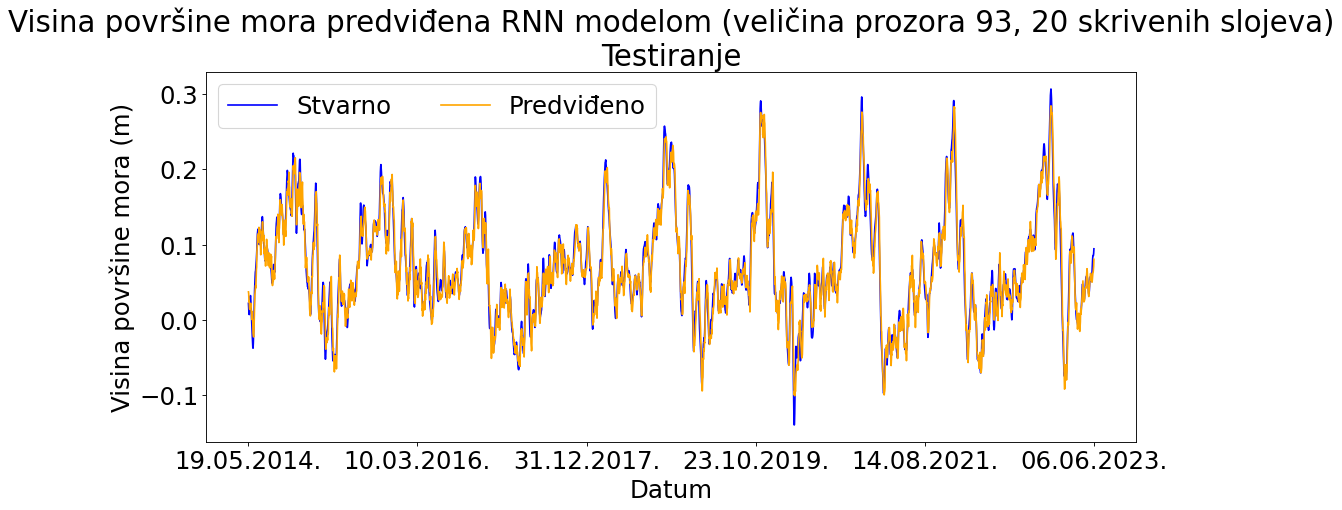 Visina površine mora predviđena RNN modelom (veličina prozora 93, 20 skrivenih slojeva)
Testiranje
Stvarno
Predviđeno
Visina površine mora (m)
0.3
0.2
0.1
0.0
−0.1
19.05.2014.
10.03.2016.
31.12.2017.
23.10.2019.
14.08.2021.
06.06.2023.
Datum